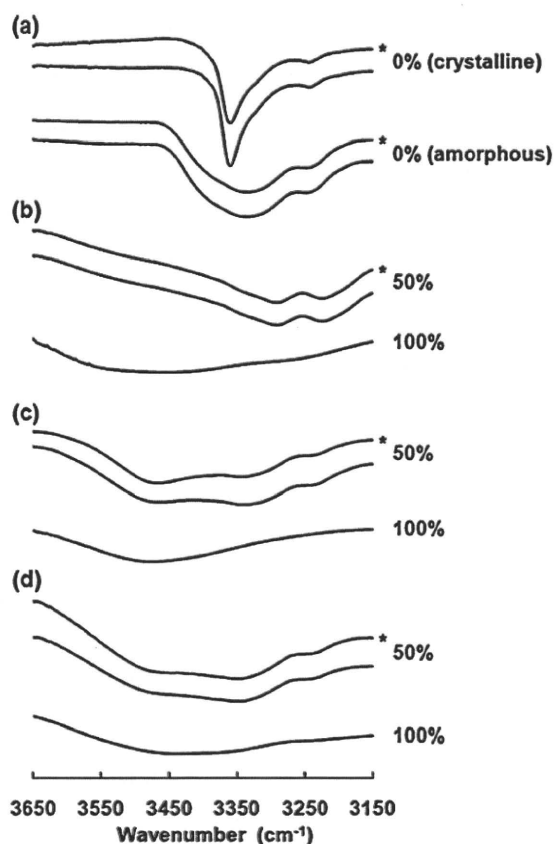 (a)
* 0% (crystalline)
* 0% (amorphous)
(b)
* 50%
100%
(c)
* 50%
100%
(d)
* 50%
100%
3650 3550 3450 3350 3250 3150
Wavenumber (cm⁻¹)